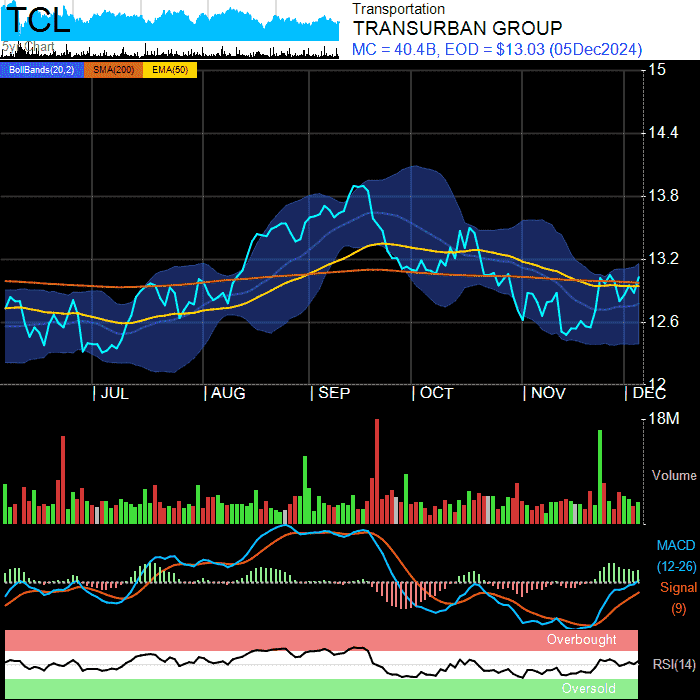 TCL
5yr Chart
Transportation
TRANSURBAN GROUP
MC = 40.4B, EOD = $13.03 (05Dec2024)
BollBands(20,2) SMA(200) EMA(50)
15
14.4
13.8
13.2
12.6
12
| JUL | AUG | SEP | OCT | NOV | DEC
18M
Volume
MACD
(12-26)
Signal
(9)
Overbought
RSI(14)
Oversold